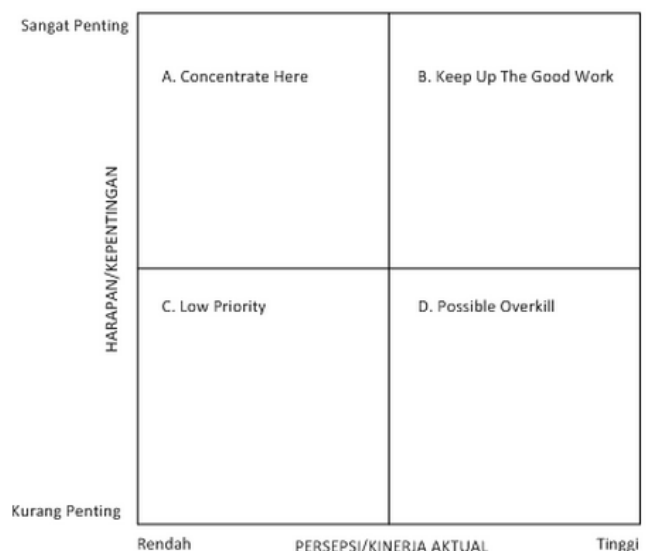 Sangat Penting
A. Concentrate Here
B. Keep Up The Good Work
HARAPAN/KEPENTINGAN
C. Low Priority
D. Possible Overkill
Kurang Penting
Rendah
PERSEPSI/KINERJA AKTUAL
Tinggi